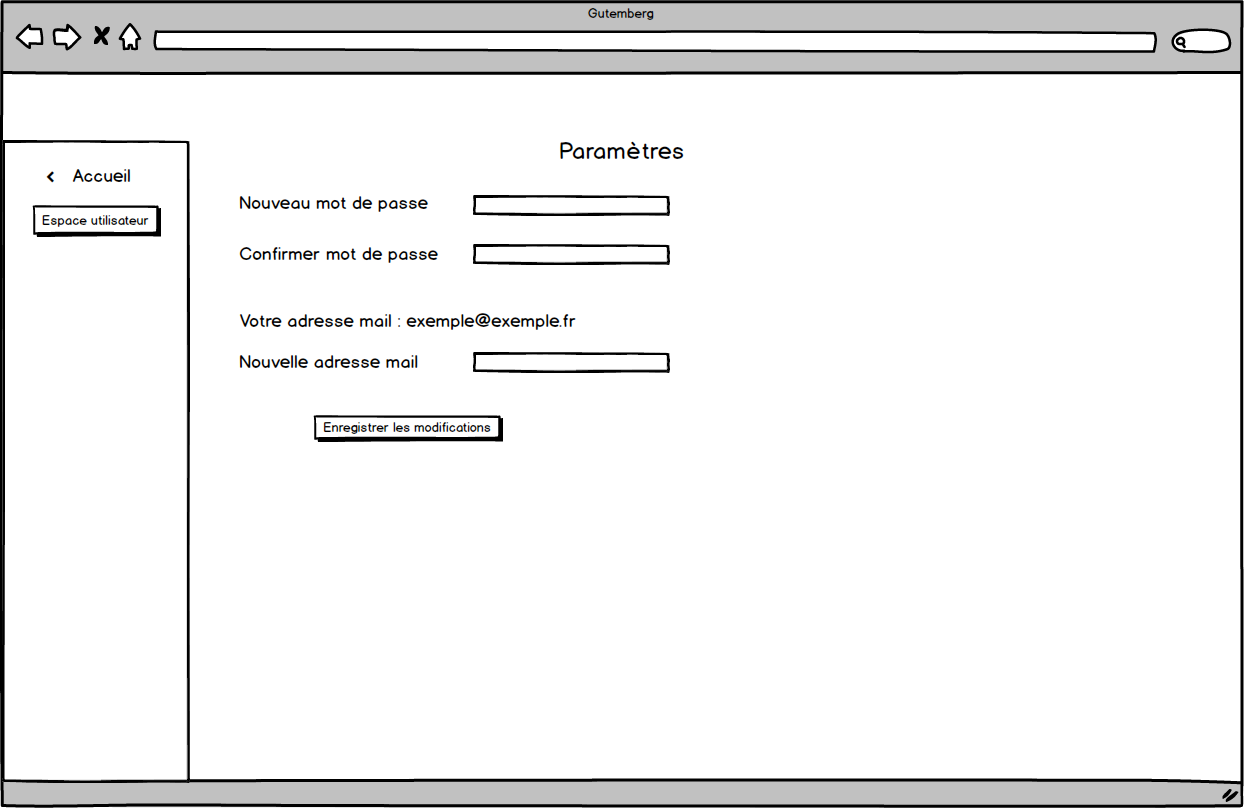 Gutemberg
Paramètres
Accueil
Espace utilisateur
Nouveau mot de passe
Confirmer mot de passe
Votre adresse mail : exemple@exemple.fr
Nouvelle adresse mail
Enregistrer les modifications